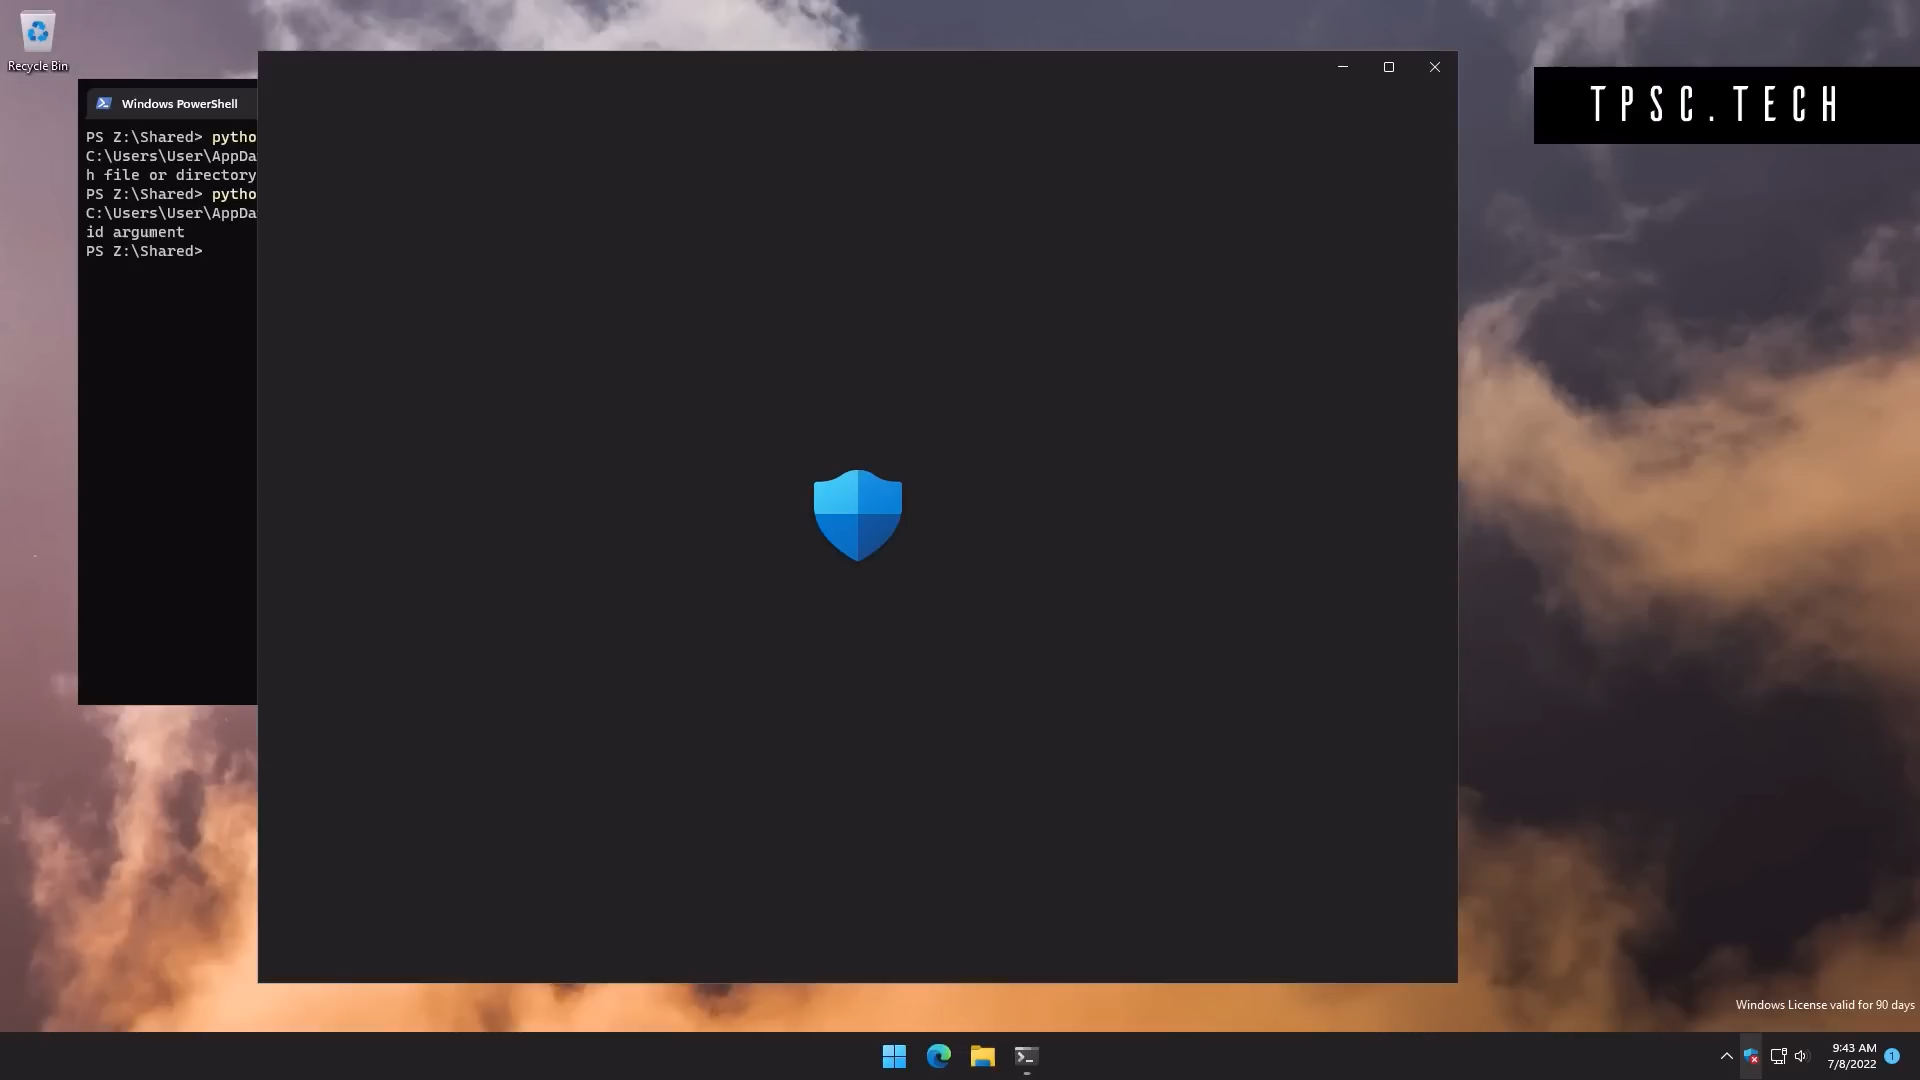 Recycle Bin
TPSC.TECH
Windows PowerShell
PS Z:\Shared> pytho
C:\Users\User\AppDa
h file or directory
PS Z:\Shared> pytho
C:\Users\User\AppDa
id argument
PS Z:\Shared>
Windows License valid for 90 days
9:43 AM
7/8/2022
1